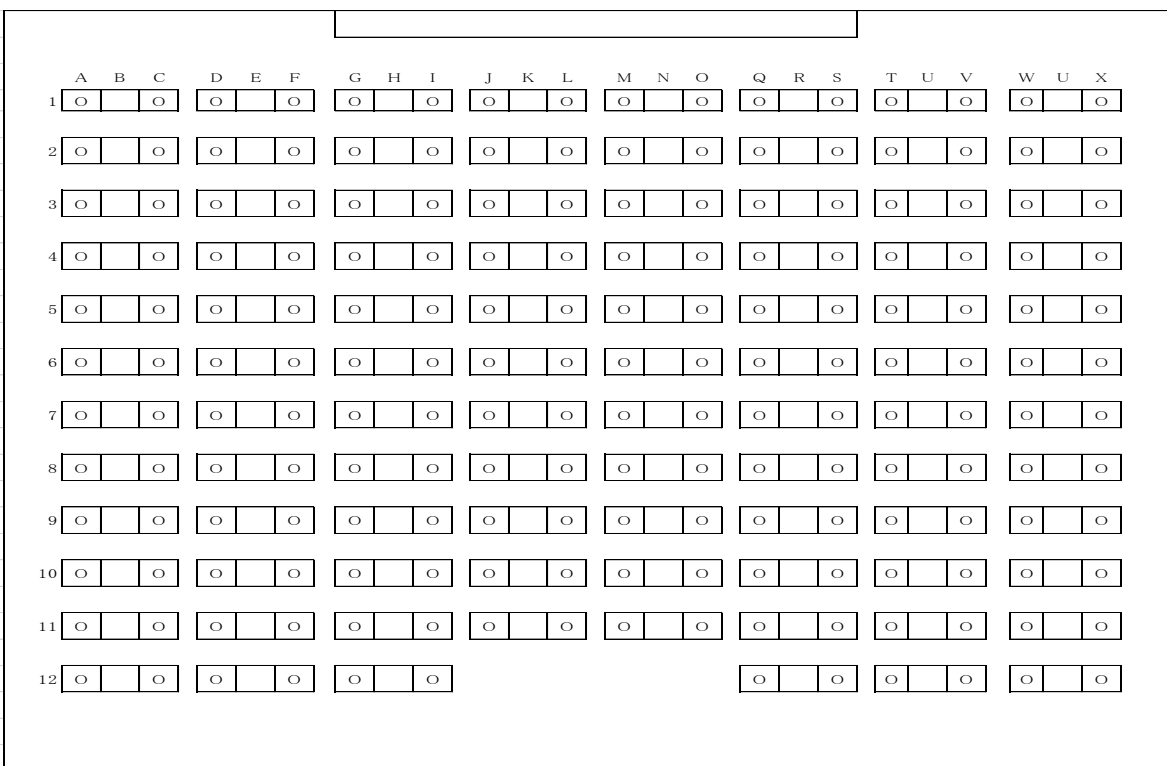 A B C D E F G H I J K L M N O Q R S T U V W U X
1 O O O O O O O O O O O O O O O O
2 O O O O O O O O O O O O O O O O
3 O O O O O O O O O O O O O O O O
4 O O O O O O O O O O O O O O O O
5 O O O O O O O O O O O O O O O O
6 O O O O O O O O O O O O O O O O
7 O O O O O O O O O O O O O O O O
8 O O O O O O O O O O O O O O O O
9 O O O O O O O O O O O O O O O O
10 O O O O O O O O O O O O O O O O
11 O O O O O O O O O O O O O O O O
12 O O O O O O O O O O O O